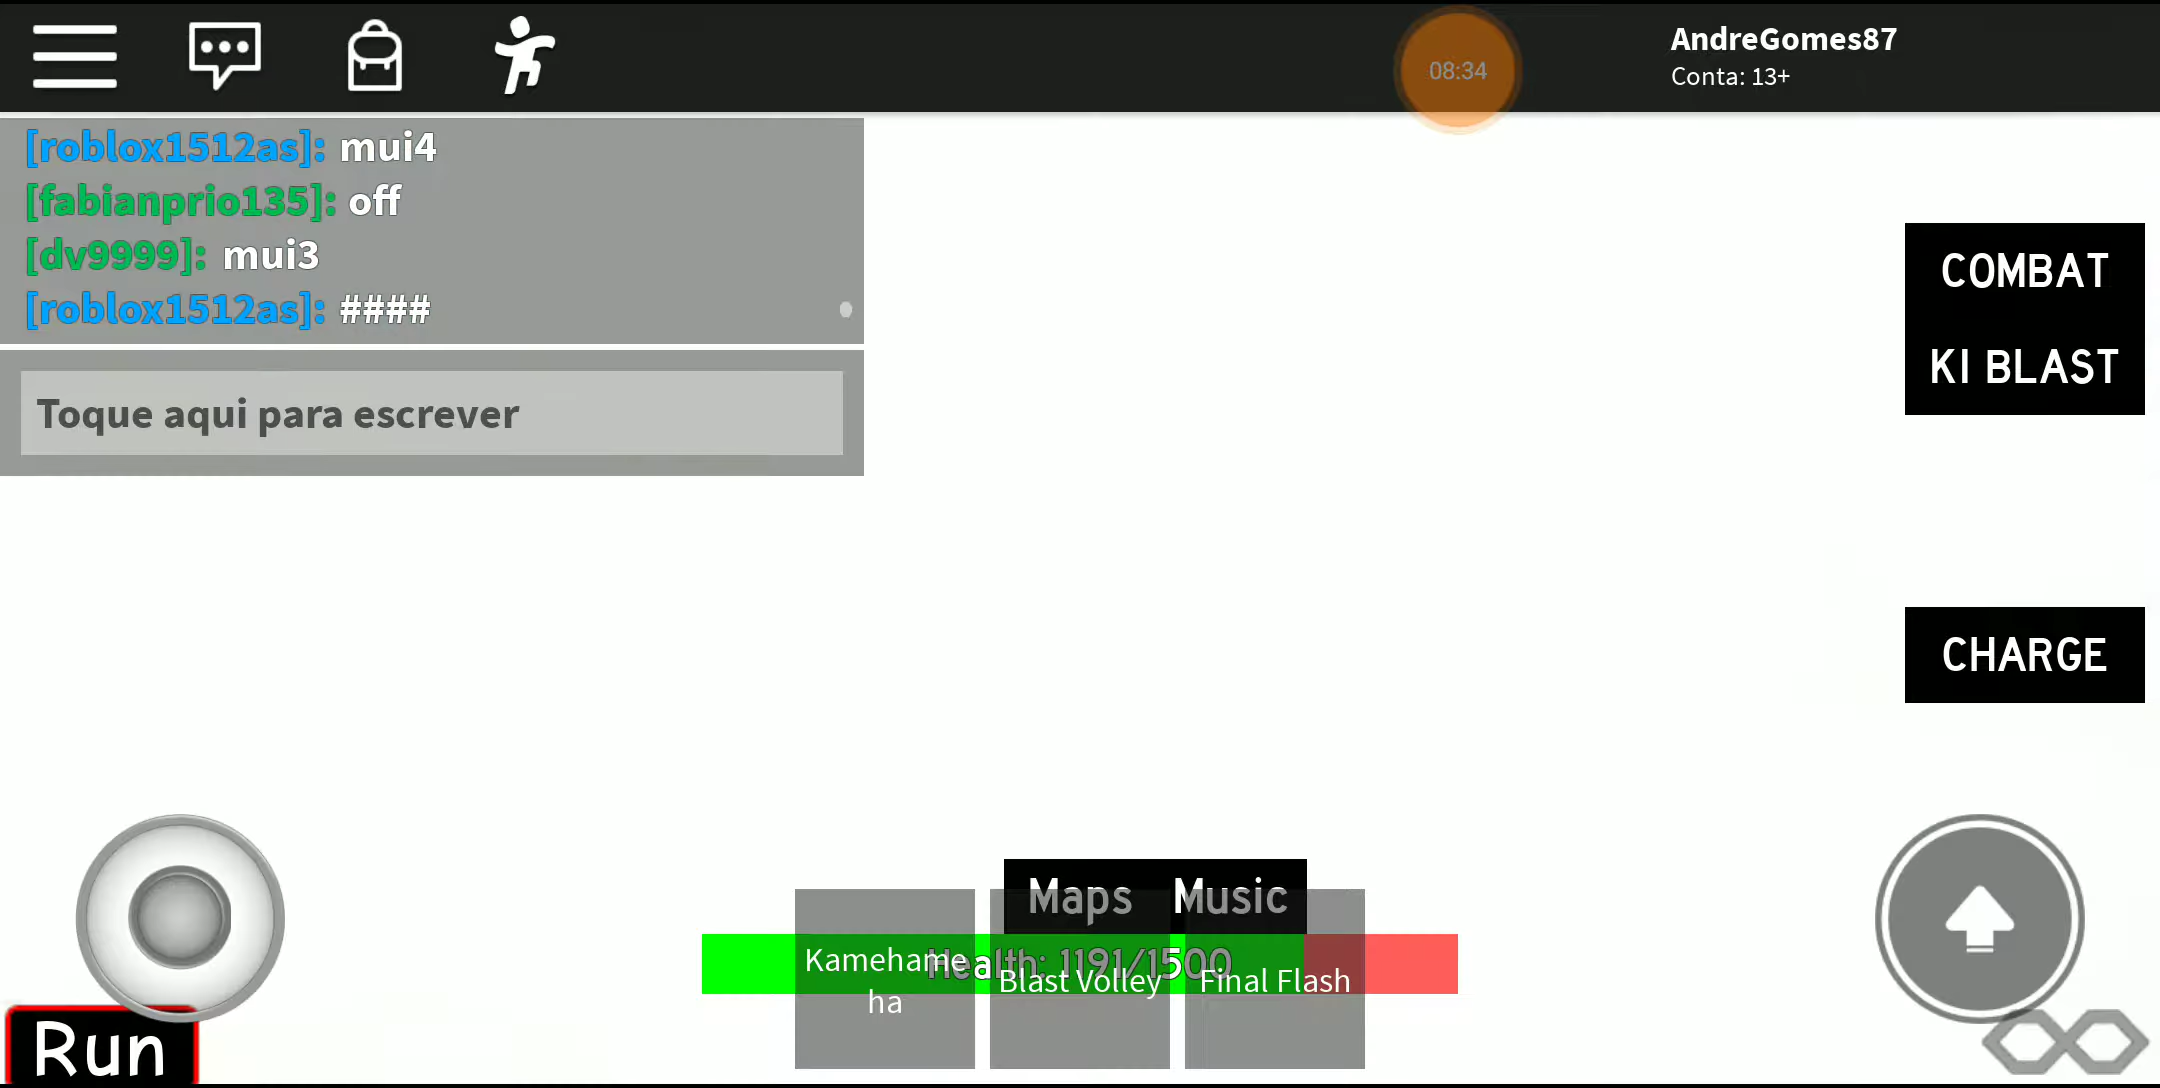 08:34
AndreGomes87
Conta: 13+
[roblox1512as]: mui4
[fabianprio135]: off
[dv9999]: mui3
[roblox1512as]: ####
Toque aqui para escrever
COMBAT
KI BLAST
CHARGE
Maps Music
Health: 1191/1500
Kamehame
ha
Blast Volley
Final Flash
Run